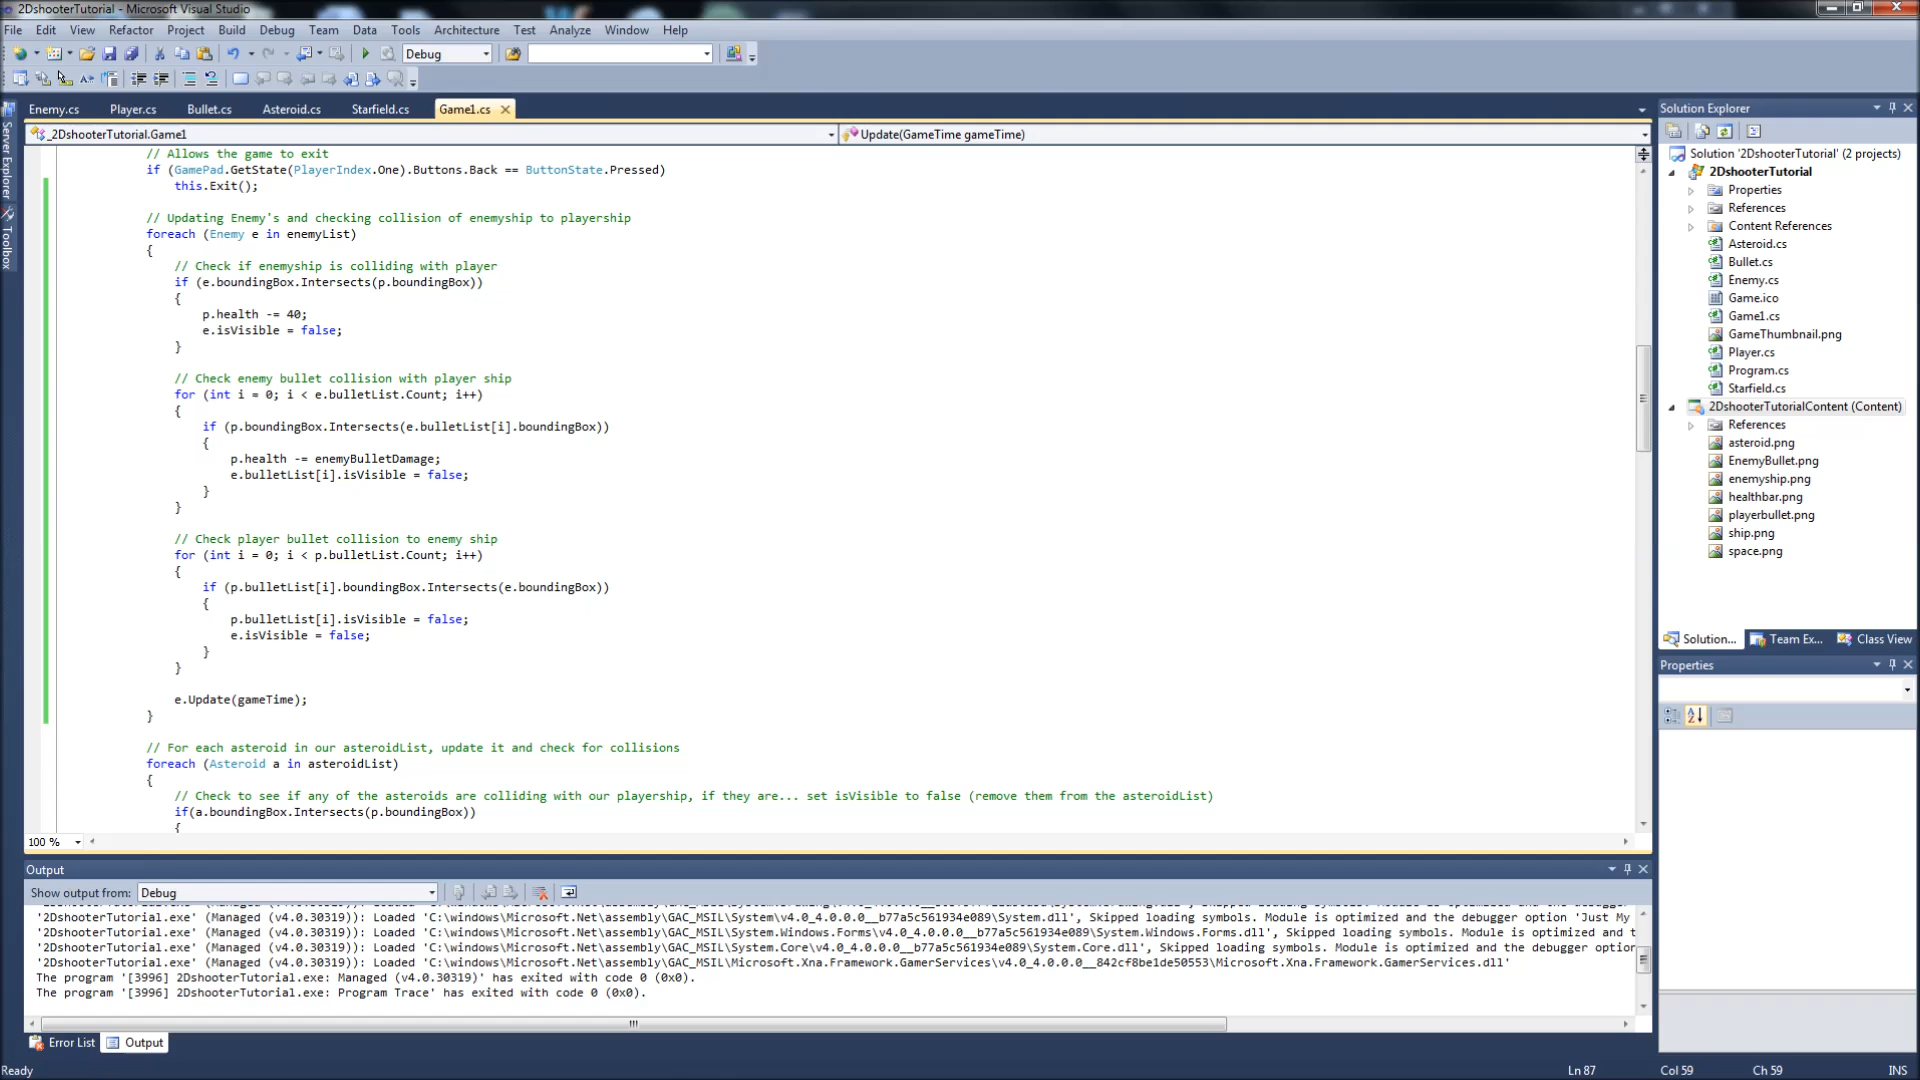 2DshooterTutorial - Microsoft Visual Studio
File Edit View Refactor Project Build Debug Team Data Tools Architecture Test Analyze Window Help
Debug
Enemy.cs Player.cs Bullet.cs Asteroid.cs Starfield.cs Game1.cs
_2DshooterTutorial.Game1 Update(GameTime gameTime)
Server Explorer
Toolbox
// Allows the game to exit
if (GamePad.GetState(PlayerIndex.One).Buttons.Back == ButtonState.Pressed)
this.Exit();
// Updating Enemy's and checking collision of enemyship to playership
foreach (Enemy e in enemyList)
{
// Check if enemyship is colliding with player
if (e.boundingBox.Intersects(p.boundingBox))
{
p.health -= 40;
e.isVisible = false;
}
// Check enemy bullet collision with player ship
for (int i = 0; i < e.bulletList.Count; i++)
{
if (p.boundingBox.Intersects(e.bulletList[i].boundingBox))
{
p.health -= enemyBulletDamage;
e.bulletList[i].isVisible = false;
}
}
// Check player bullet collision to enemy ship
for (int i = 0; i < p.bulletList.Count; i++)
{
if (p.bulletList[i].boundingBox.Intersects(e.boundingBox))
{
p.bulletList[i].isVisible = false;
e.isVisible = false;
}
}
e.Update(gameTime);
}
// For each asteroid in our asteroidList, update it and check for collisions
foreach (Asteroid a in asteroidList)
{
// Check to see if any of the asteroids are colliding with our playership, if they are... set isVisible to false (remove them from the asteroidList)
if(a.boundingBox.Intersects(p.boundingBox))
{
100 %
Output
Show output from: Debug
'2DshooterTutorial.exe' (Managed (v4.0.30319)): Loaded 'C:\windows\Microsoft.Net\assembly\GAC_MSIL\System\v4.0_4.0.0.0__b77a5c561934e089\System.dll', Skipped loading symbols. Module is optimized and the debugger option 'Just My
'2DshooterTutorial.exe' (Managed (v4.0.30319)): Loaded 'C:\windows\Microsoft.Net\assembly\GAC_MSIL\System.Windows.Forms\v4.0_4.0.0.0__b77a5c561934e089\System.Windows.Forms.dll', Skipped loading symbols. Module is optimized and t
'2DshooterTutorial.exe' (Managed (v4.0.30319)): Loaded 'C:\windows\Microsoft.Net\assembly\GAC_MSIL\System.Core\v4.0_4.0.0.0__b77a5c561934e089\System.Core.dll', Skipped loading symbols. Module is optimized and the debugger option
'2DshooterTutorial.exe' (Managed (v4.0.30319)): Loaded 'C:\windows\Microsoft.Net\assembly\GAC_MSIL\Microsoft.Xna.Framework.GamerServices\v4.0_4.0.0.0__842cf8be1de50553\Microsoft.Xna.Framework.GamerServices.dll'
The program '[3996] 2DshooterTutorial.exe: Managed (v4.0.30319)' has exited with code 0 (0x0).
The program '[3996] 2DshooterTutorial.exe: Program Trace' has exited with code 0 (0x0).
Error List Output
Solution Explorer
Solution '2DshooterTutorial' (2 projects)
2DshooterTutorial
Properties
References
Content References
Asteroid.cs
Bullet.cs
Enemy.cs
Game.ico
Game1.cs
GameThumbnail.png
Player.cs
Program.cs
Starfield.cs
2DshooterTutorialContent (Content)
References
asteroid.png
EnemyBullet.png
enemyship.png
healthbar.png
playerbullet.png
ship.png
space.png
Solution... Team Ex... Class View
Properties
Ready Ln 87 Col 59 Ch 59 INS